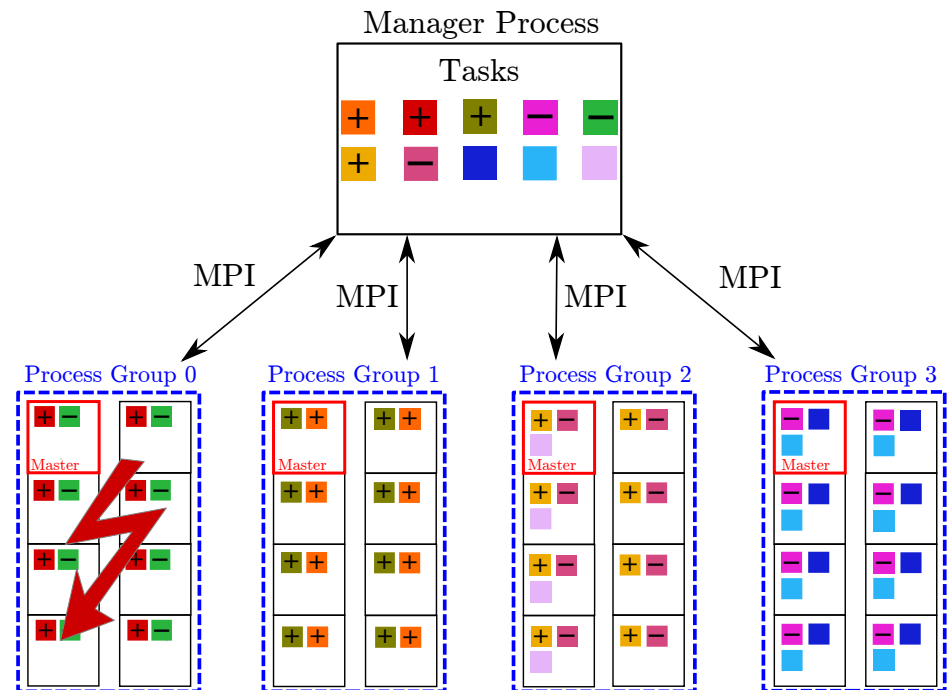 Manager Process
Tasks
+ + + − −
+ −
MPI MPI MPI MPI
Process Group 0 Process Group 1 Process Group 2 Process Group 3
+ − + − + + + + + − + − − −
Master Master Master Master
+ − + − + + + + + − + − − −
+ − + − + + + + + − + − − −
+ + − + + + + + − + − − −